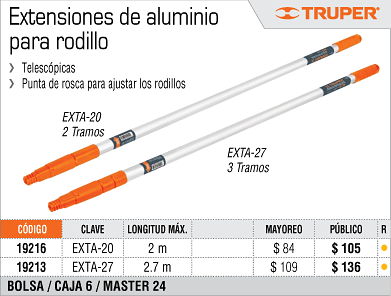 Extensiones de aluminio
para rodillo
TRUPER®
Telescópicas
Punta de rosca para ajustar los rodillos
EXTA-20
2 Tramos
EXTA-27
3 Tramos
CÓDIGO CLAVE LONGITUD MÁX. MAYOREO PÚBLICO R
19216 EXTA-20 2 m $ 84 $ 105
19213 EXTA-27 2.7 m $ 109 $ 136
BOLSA / CAJA 6 / MASTER 24